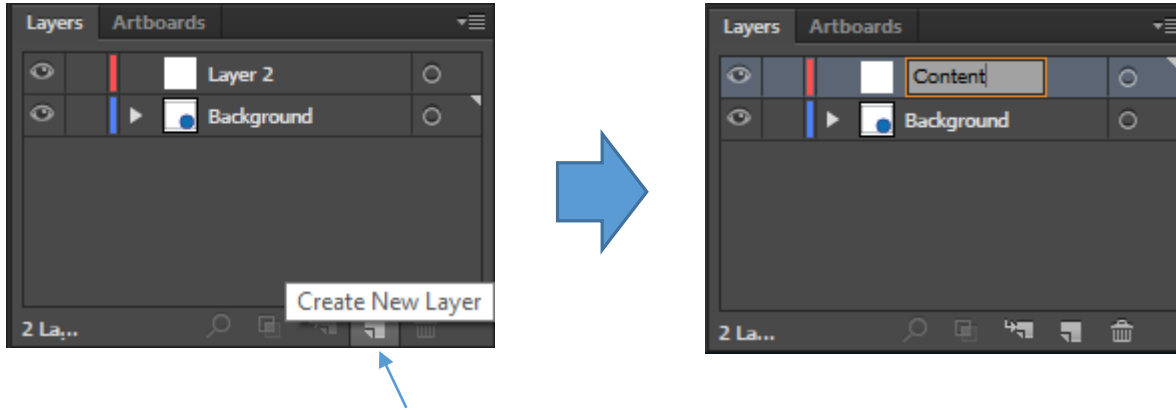 Layers Artboards
Layer 2
Background
Create New Layer
2 La...
Layers Artboards
Content
Background
2 La...